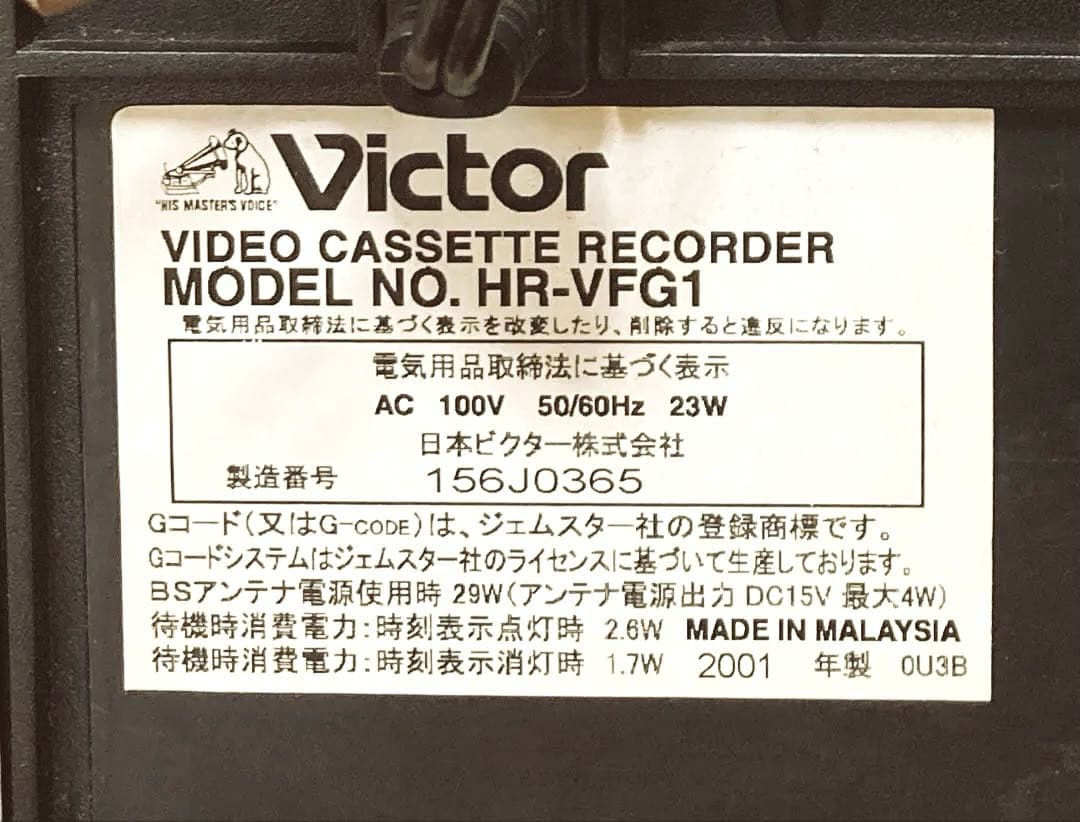 Victor
"HIS MASTER'S VOICE"
VIDEO CASSETTE RECORDER
MODEL NO. HR-VFG1
電気用品取締法に基づく表示を改変したり、削除すると違反になります。
電気用品取締法に基づく表示
AC 100V 50/60Hz 23W
日本ビクター株式会社
製造番号 156J0365
Gコード(又はG-CODE)は、ジェムスター社の登録商標です。
Gコードシステムはジェムスター社のライセンスに基づいて生産しております。
BSアンテナ電源使用時 29W(アンテナ電源出力 DC15V 最大4W)
待機時消費電力:時刻表示点灯時 2.6W MADE IN MALAYSIA
待機時消費電力:時刻表示消灯時 1.7W 2001 年製 0U3B